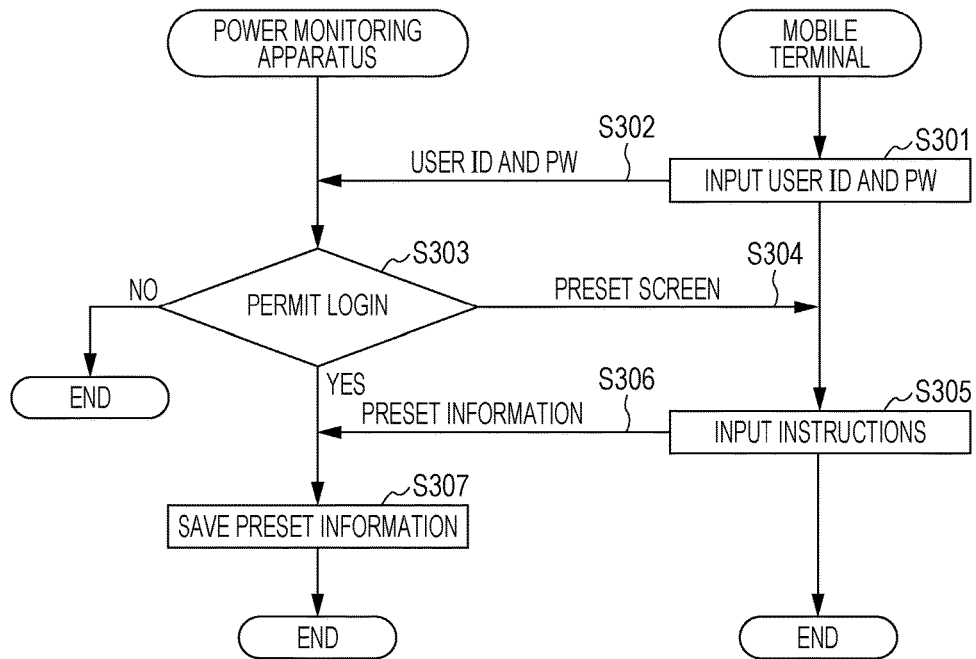 POWER MONITORING
APPARATUS
MOBILE
TERMINAL
S302
S301
USER ID AND PW
INPUT USER ID AND PW
S303
S304
NO
PERMIT LOGIN
PRESET SCREEN
END
YES
S306
S305
PRESET INFORMATION
INPUT INSTRUCTIONS
S307
SAVE PRESET INFORMATION
END
END